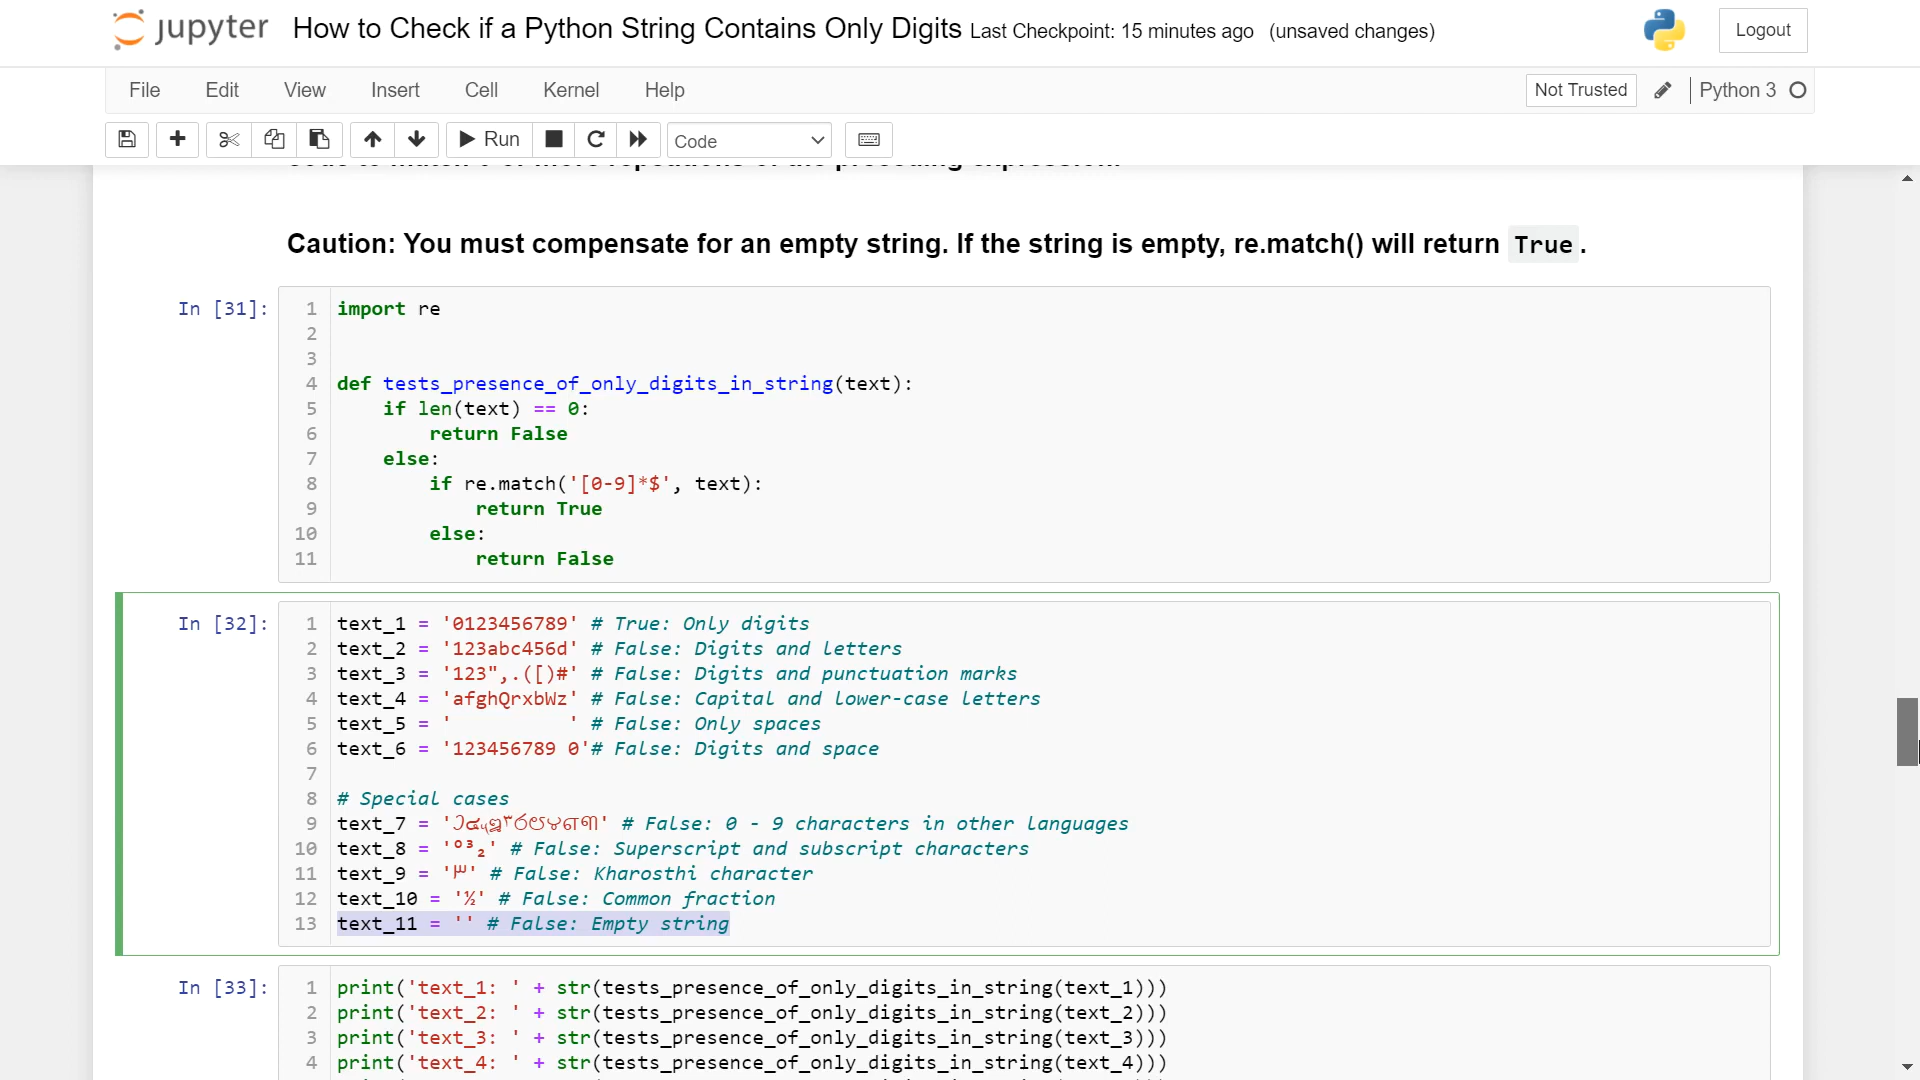 jupyter How to Check if a Python String Contains Only Digits Last Checkpoint: 15 minutes ago (unsaved changes) Logout
File Edit View Insert Cell Kernel Help Not Trusted Python 3
Run Code
Caution: You must compensate for an empty string. If the string is empty, re.match() will return True.
In [31]:
1 import re
2
3
4 def tests_presence_of_only_digits_in_string(text):
5     if len(text) == 0:
6         return False
7     else:
8         if re.match('[0-9]*$', text):
9             return True
10         else:
11             return False
In [32]:
1 text_1 = '0123456789' # True: Only digits
2 text_2 = '123abc456d' # False: Digits and letters
3 text_3 = '123",.([)#' # False: Digits and punctuation marks
4 text_4 = 'afghQrxbWz' # False: Capital and lower-case letters
5 text_5 = '          ' # False: Only spaces
6 text_6 = '123456789 0'# False: Digits and space
7
8 # Special cases
9 text_7 = ' ' # False: 0 - 9 characters in other languages
10 text_8 = '⁰³₂' # False: Superscript and subscript characters
11 text_9 = ' ' # False: Kharosthi character
12 text_10 = '½' # False: Common fraction
13 text_11 = '' # False: Empty string
In [33]:
1 print('text_1: ' + str(tests_presence_of_only_digits_in_string(text_1)))
2 print('text_2: ' + str(tests_presence_of_only_digits_in_string(text_2)))
3 print('text_3: ' + str(tests_presence_of_only_digits_in_string(text_3)))
4 print('text_4: ' + str(tests_presence_of_only_digits_in_string(text_4)))